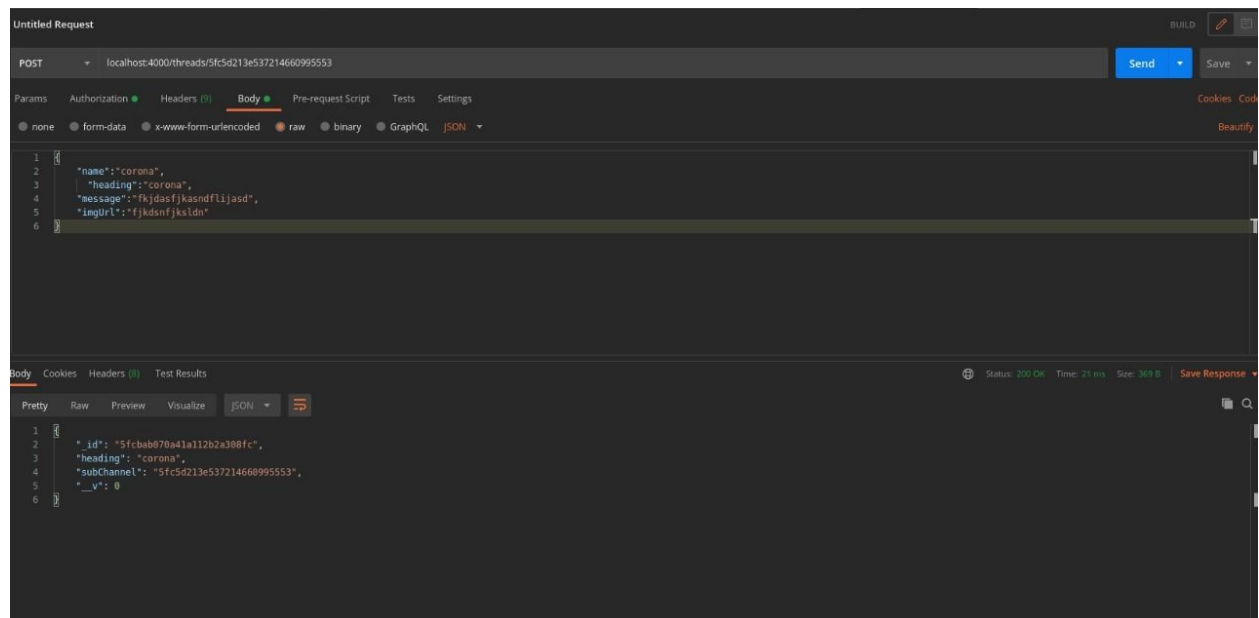 Untitled Request
BUILD
POST localhost:4000/threads/5fc5d213e537214660995553 Send Save
Params Authorization Headers (9) Body Pre-request Script Tests Settings Cookies Code
none form-data x-www-form-urlencoded raw binary GraphQL JSON Beautify
1 {
2 "name":"corona",
3 "heading":"corona",
4 "message":"fkjdasfjkasndflijasd",
5 "imgUrl":"fjkdsnfjksldn"
6 }
Body Cookies Headers (8) Test Results Status: 200 OK Time: 21 ms Size: 369 B Save Response
Pretty Raw Preview Visualize JSON
1 {
2 "_id": "5fcbab070a41a112b2a308fc",
3 "heading": "corona",
4 "subChannel": "5fc5d213e537214660995553",
5 "__v": 0
6 }